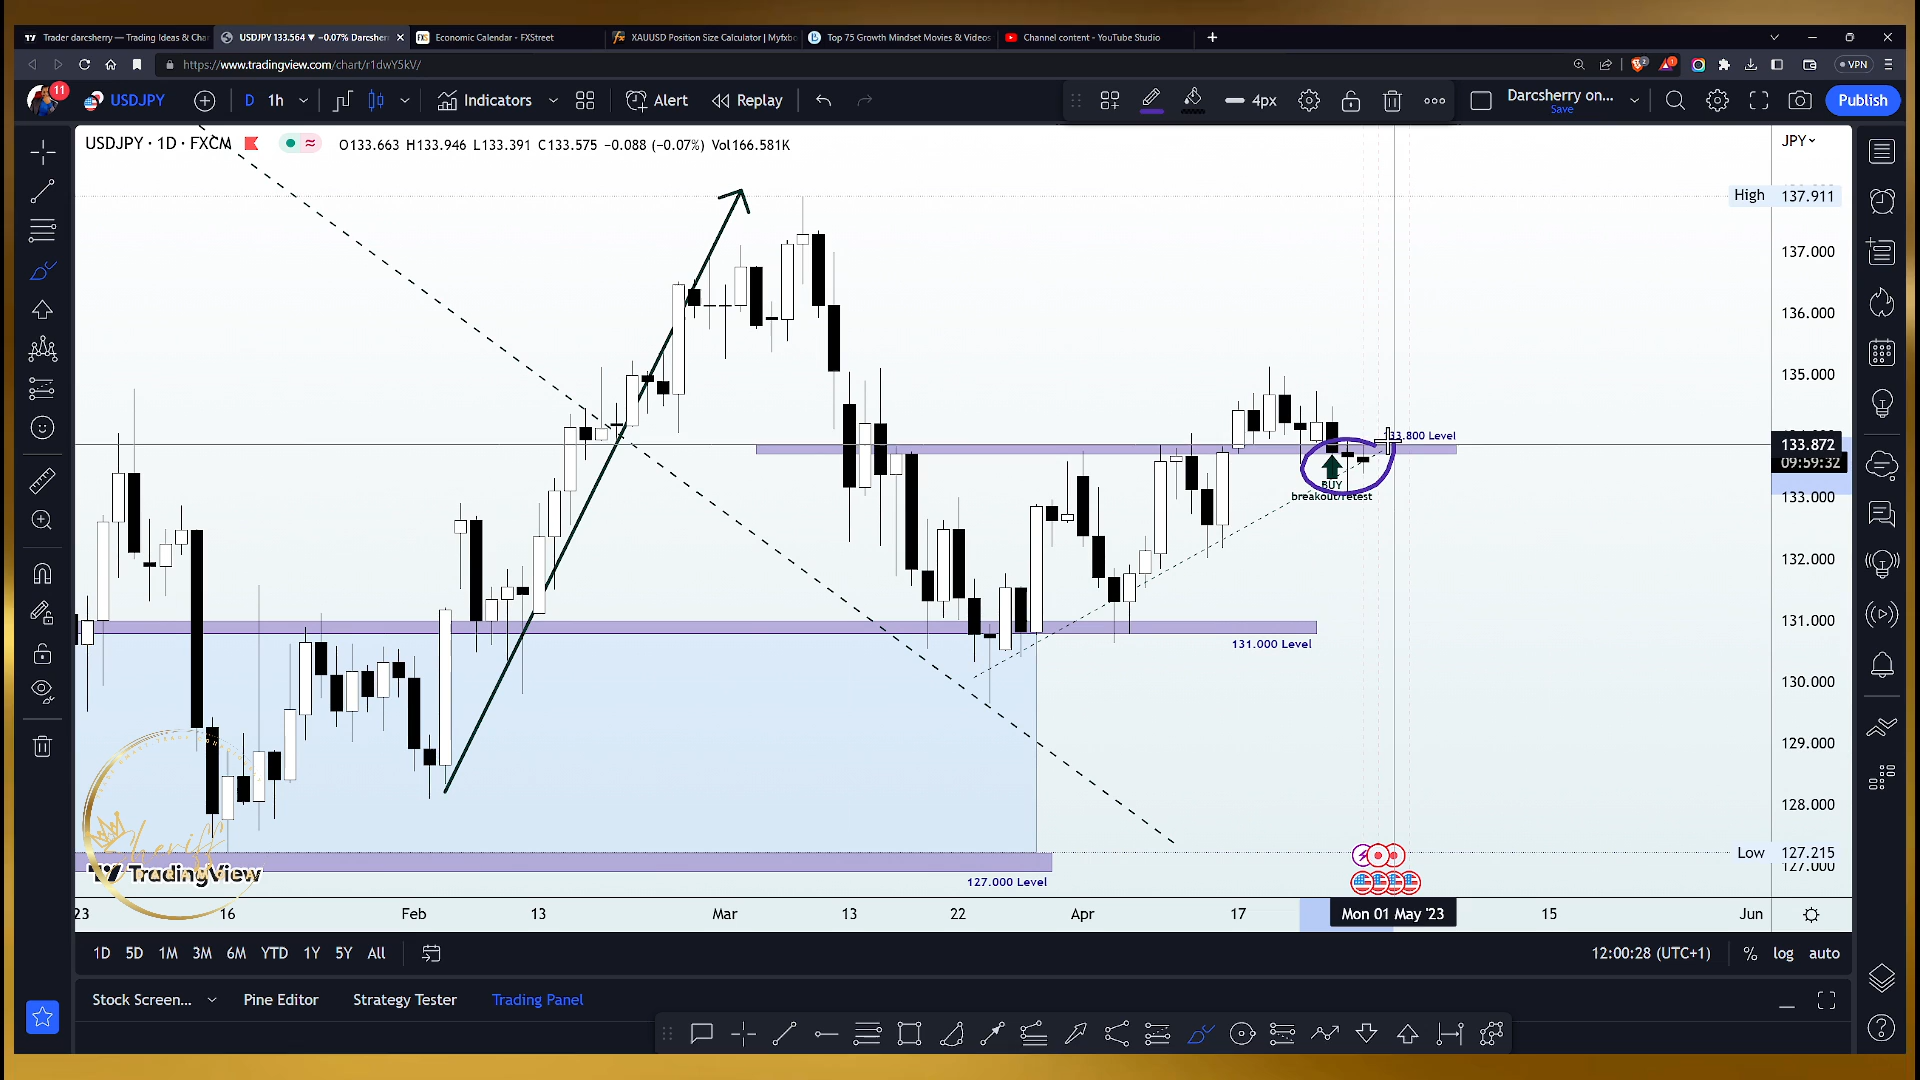 Trader darcsherry — Trading Ideas & Cha
USDJPY 133.564 ▼ −0.07% Darcsherr
Economic Calendar - FXStreet
XAUUSD Position Size Calculator | Myfxbo
Top 75 Growth Mindset Movies & Videos
Channel content - YouTube Studio
https://www.tradingview.com/chart/r1dwY5kV/
VPN
11
USDJPY
D
1h
Indicators
Alert
Replay
4px
Darcsherry on...
Save
Publish
USDJPY · 1D · FXCM
O133.663 H133.946 L133.391 C133.575 −0.088 (−0.07%) Vol166.581K
JPY
High 137.911
137.000
136.000
135.000
33.800 Level
133.872
09:59:32
BUY
breakout/retest
133.000
132.000
131.000
131.000 Level
130.000
129.000
128.000
Low 127.215
127.000
127.000 Level
TradingView
23
16
Feb
13
Mar
13
22
Apr
17
Mon 01 May '23
15
Jun
1D 5D 1M 3M 6M YTD 1Y 5Y All
12:00:28 (UTC+1)
% log auto
Stock Screen...
Pine Editor
Strategy Tester
Trading Panel